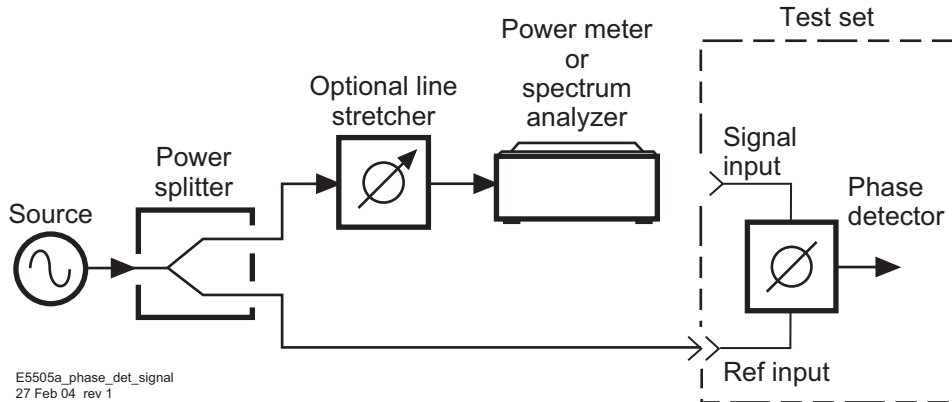 Test set
Power meter
or
spectrum
analyzer
Optional line
stretcher
Power
splitter
Source
Signal
input
Phase
detector
Ref input
E5505a_phase_det_signal
27 Feb 04 rev 1